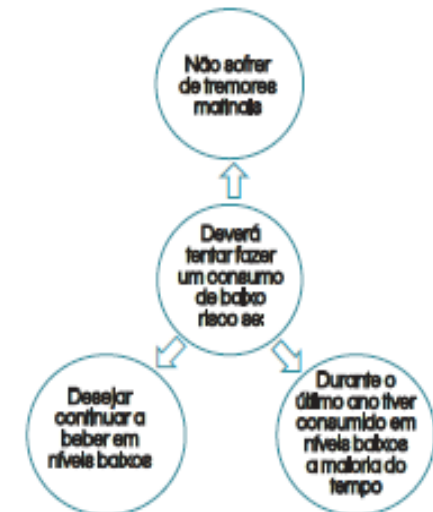 Não sofrer
de tremores
matinais
Deverá
tentar fazer
um consumo
de baixo
risco se:
Desejar
continuar a
beber em
níveis baixos
Durante o
último ano tiver
consumido em
níveis baixos
a maioria do
tempo